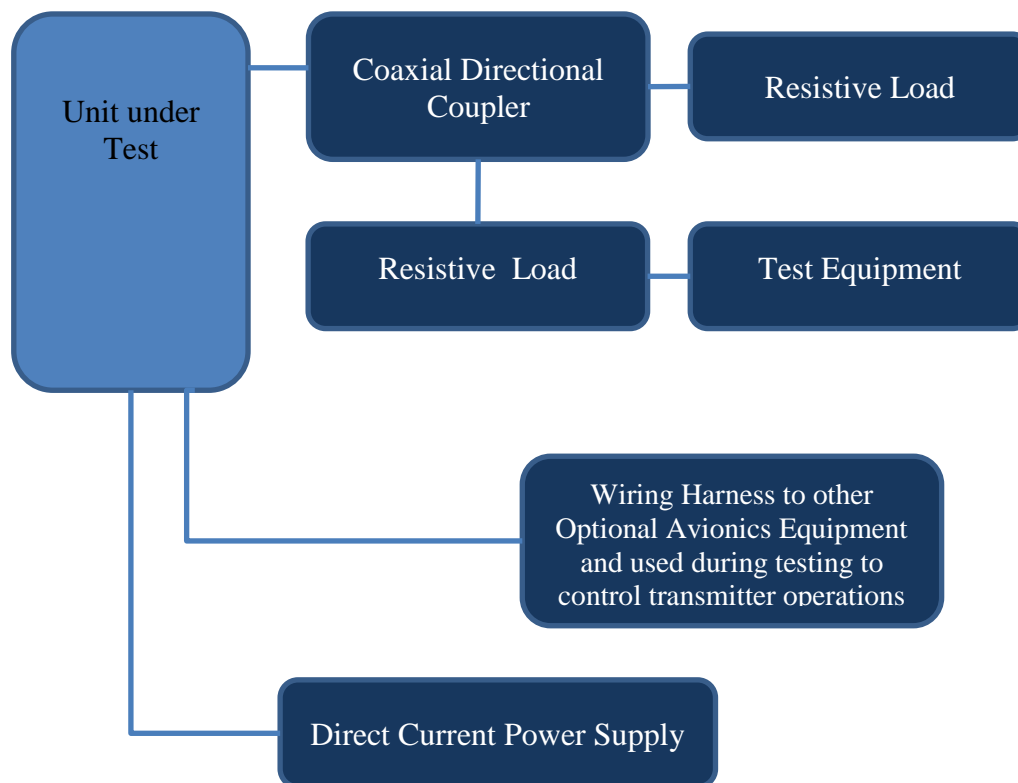 Unit under
Test
Coaxial Directional
Coupler
Resistive Load
Resistive  Load
Test Equipment
Wiring Harness to other
Optional Avionics Equipment
and used during testing to
control transmitter operations
Direct Current Power Supply